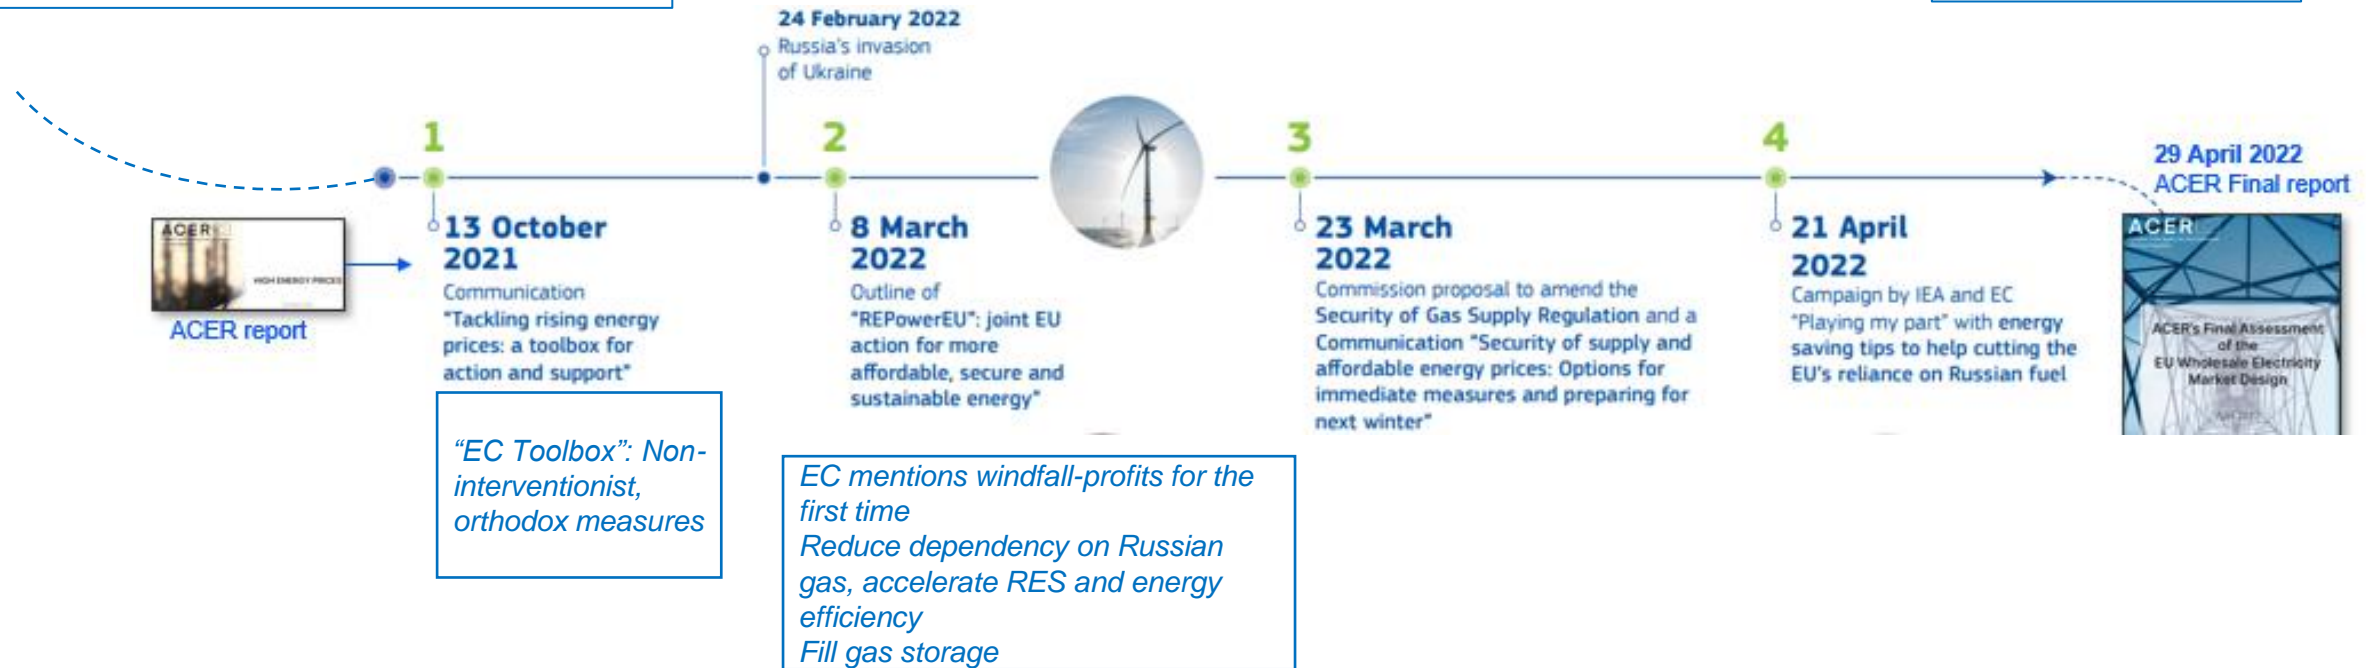 24 February 2022
Russia's invasion
of Ukraine
1
2
3
4
29 April 2022
ACER Final report
ACER
HIGH ENERGY PRICES
ACER report
13 October
2021
Communication
"Tackling rising energy
prices: a toolbox for
action and support"
8 March
2022
Outline of
"REPowerEU": joint EU
action for more
affordable, secure and
sustainable energy"
23 March
2022
Commission proposal to amend the
Security of Gas Supply Regulation and a
Communication "Security of supply and
affordable energy prices: Options for
immediate measures and preparing for
next winter"
21 April
2022
Campaign by IEA and EC
"Playing my part" with energy
saving tips to help cutting the
EU's reliance on Russian fuel
ACER
ACER's Final Assessment
of the
EU Wholesale Electricity
Market Design
“EC Toolbox”: Non-
interventionist,
orthodox measures
EC mentions windfall-profits for the
first time
Reduce dependency on Russian
gas, accelerate RES and energy
efficiency
Fill gas storage